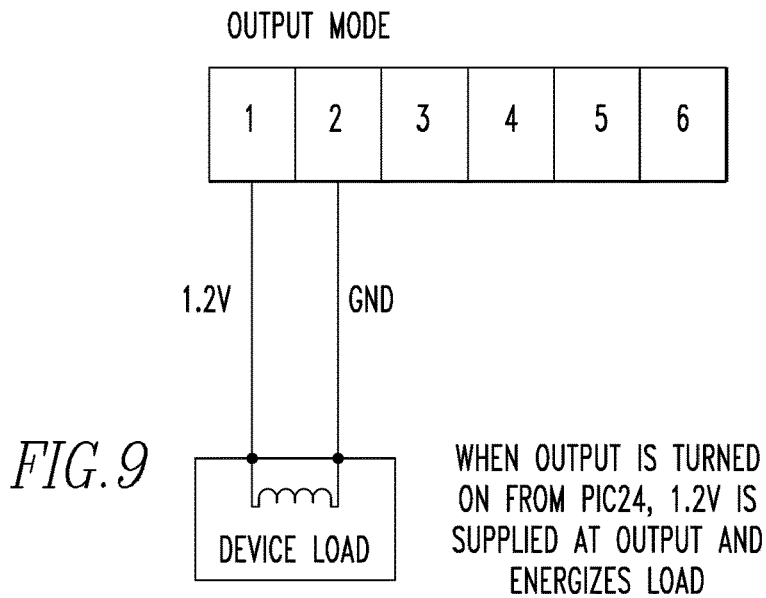 OUTPUT MODE
1 2 3 4 5 6
1.2V GND
FIG.9
DEVICE LOAD
WHEN OUTPUT IS TURNED
ON FROM PIC24, 1.2V IS
SUPPLIED AT OUTPUT AND
ENERGIZES LOAD